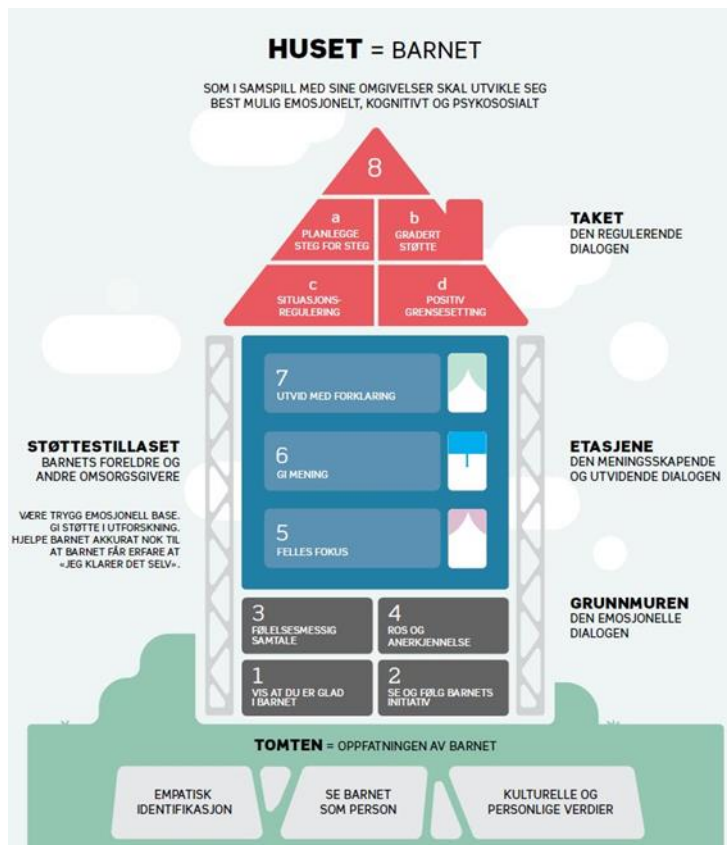 HUSET = BARNET
SOM I SAMSPILL MED SINE OMGIVELSER SKAL UTVIKLE SEG
BEST MULIG EMOSJONELT, KOGNITIVT OG PSYKOSOSIALT
8
a
PLANLEGGE
STEG FOR STEG
b
GRADERT
STØTTE
c
SITUASJONS-
REGULERING
d
POSITIV
GRENSESETTING
TAKET
DEN REGULERENDE
DIALOGEN
7
UTVID MED FORKLARING
6
GI MENING
5
FELLES FOKUS
STØTTESTILLASET
BARNETS FORELDRE OG
ANDRE OMSORGSGIVERE
VÆRE TRYGG EMOSJONELL BASE.
GI STØTTE I UTFORSKNING.
HJELPE BARNET AKKURAT NOK TIL
AT BARNET FÅR ERFARE AT
«JEG KLARER DET SELV».
ETASJENE
DEN MENINGSSKAPENDE
OG UTVIDENDE DIALOGEN
3
FØLELSESMESSIG
SAMTALE
4
ROS OG
ANERKJENNELSE
1
VIS AT DU ER GLAD
I BARNET
2
SE OG FØLG BARNETS
INITIATIV
GRUNNMUREN
DEN EMOSJONELLE
DIALOGEN
TOMTEN = OPPFATNINGEN AV BARNET
EMPATISK
IDENTIFIKASJON
SE BARNET
SOM PERSON
KULTURELLE OG
PERSONLIGE VERDIER